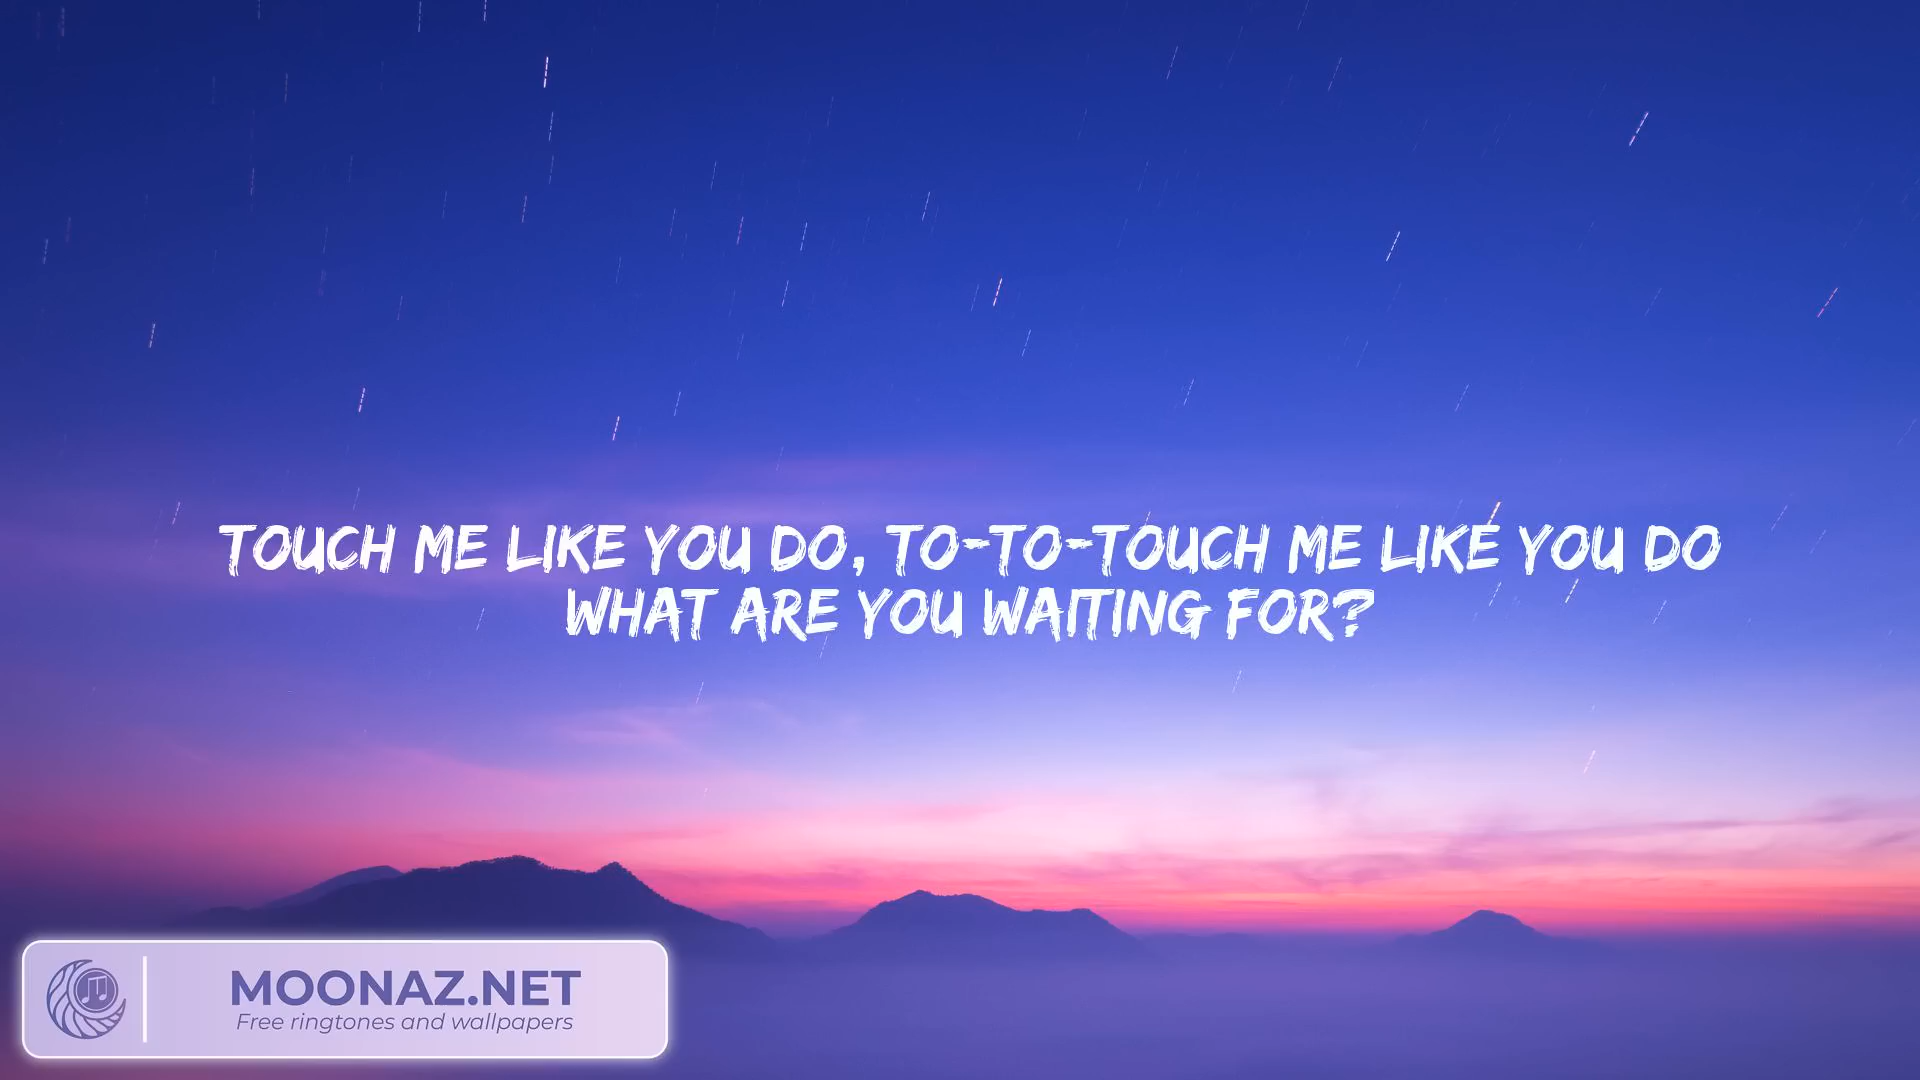 TOUCH ME LIKE YOU DO, TO-TO-TOUCH ME LIKE YOU DO
WHAT ARE YOU WAITING FOR?
MOONAZ.NET
Free ringtones and wallpapers